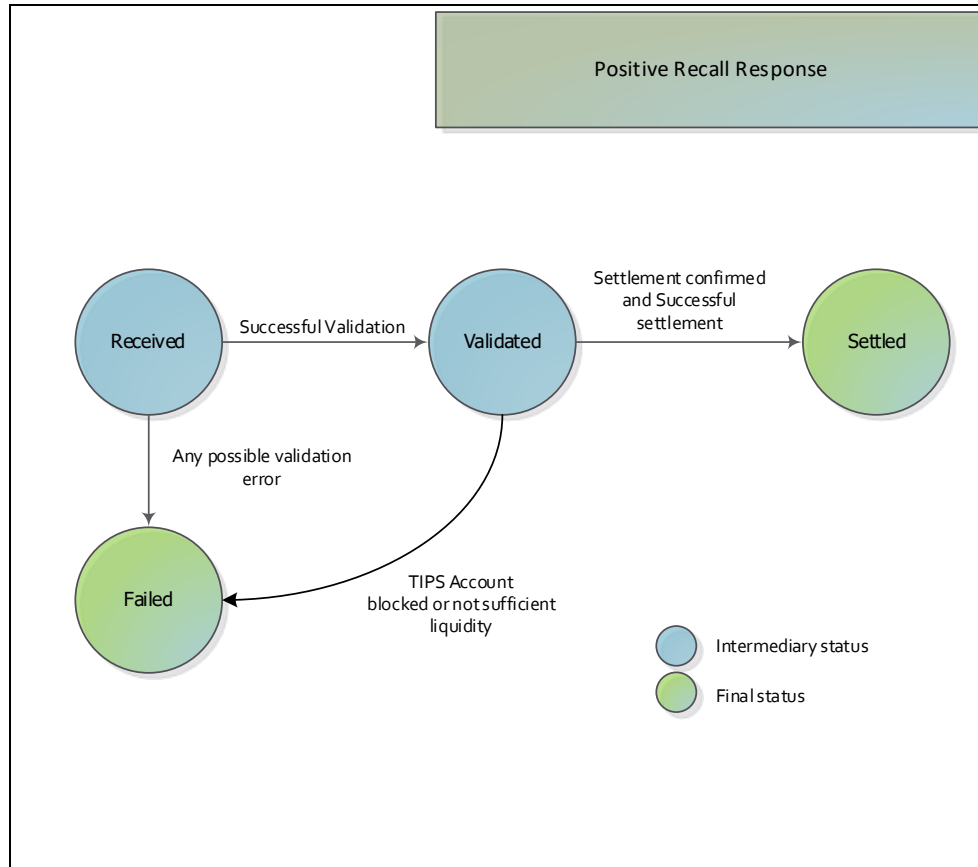 Positive Recall Response
Settlement confirmed
and Successful
settlement
Received
Successful Validation
Validated
Settled
Any possible validation
error
Failed
TIPS Account
blocked or not sufficient
liquidity
Intermediary status
Final status